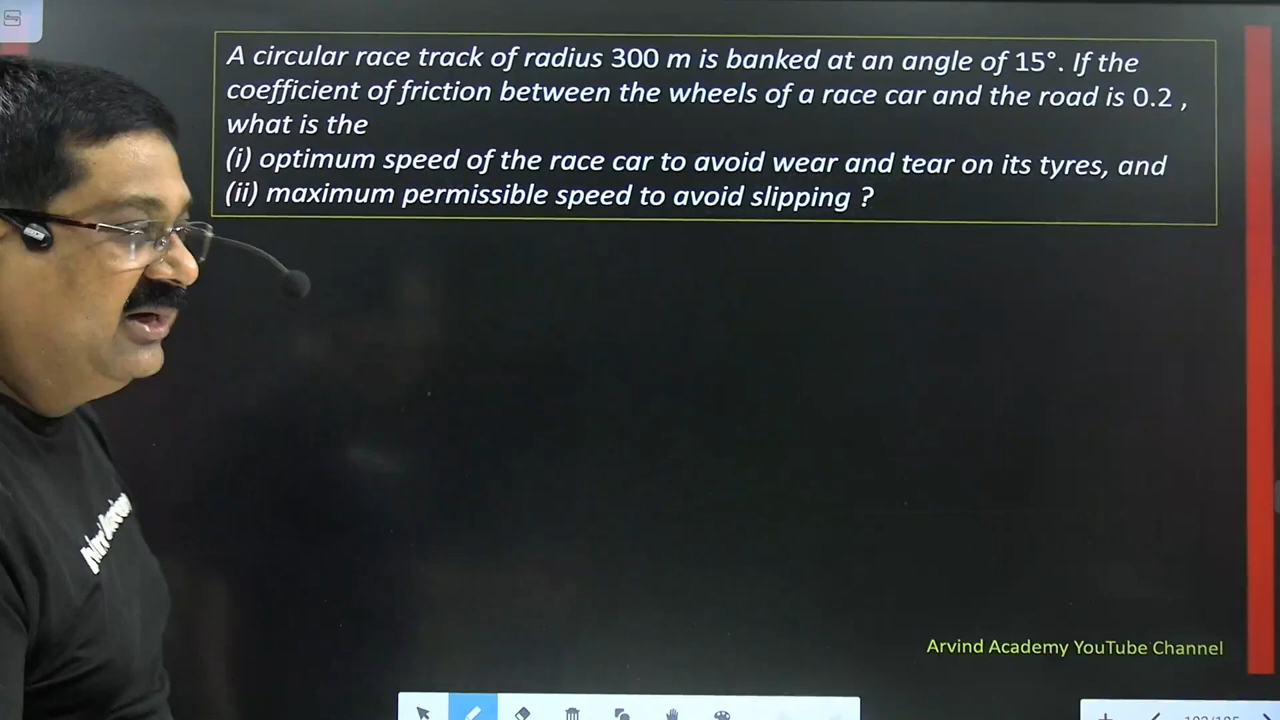 A circular race track of radius 300 m is banked at an angle of 15°. If the
coefficient of friction between the wheels of a race car and the road is 0.2 ,
what is the
(i) optimum speed of the race car to avoid wear and tear on its tyres, and
(ii) maximum permissible speed to avoid slipping ?
Arvind Academy YouTube Channel